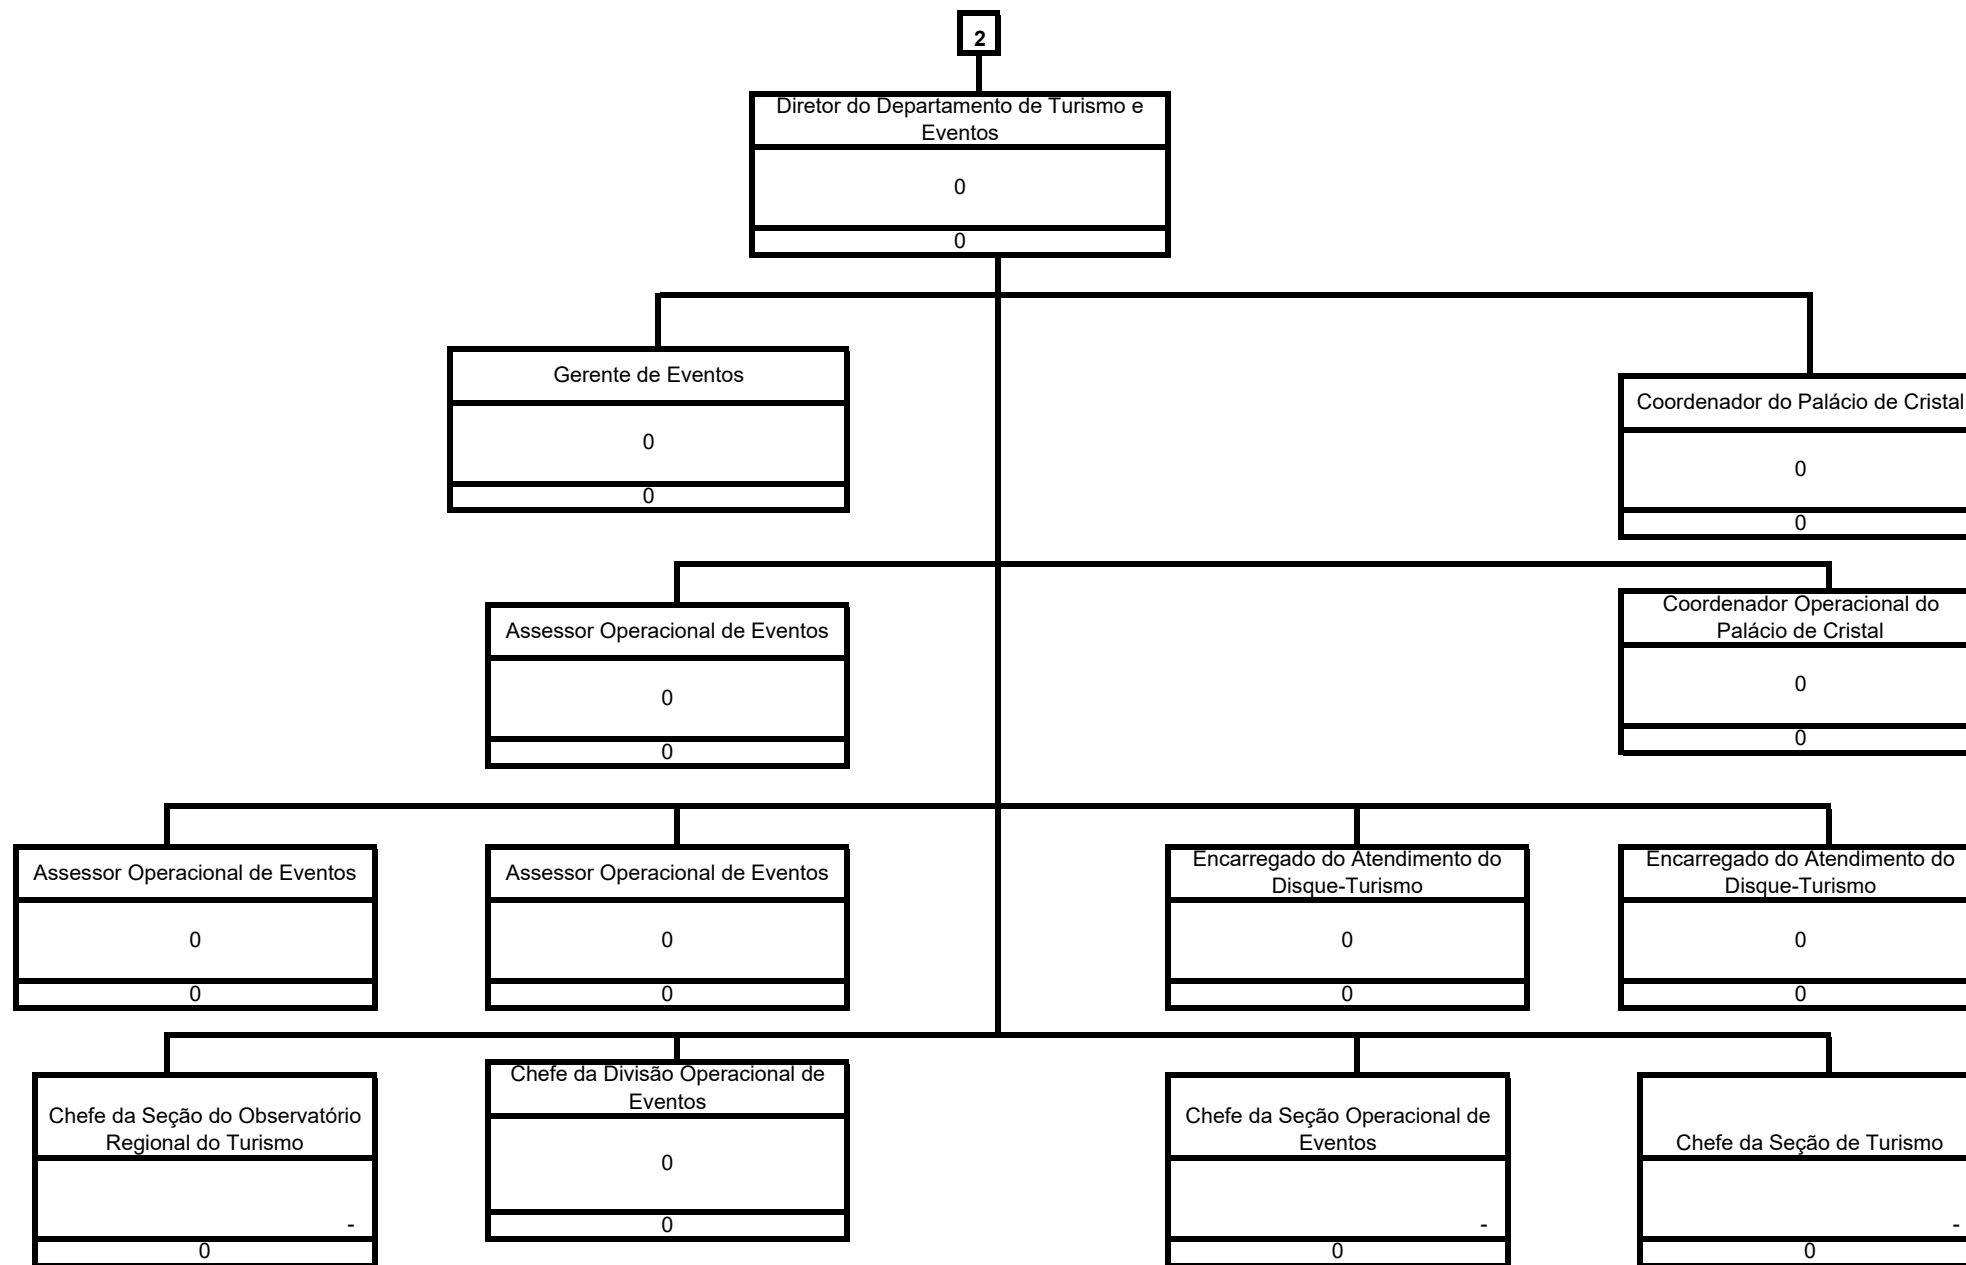 2
Diretor do Departamento de Turismo e
Eventos
0
0
Gerente de Eventos
0
0
Coordenador do Palácio de Cristal
0
0
Assessor Operacional de Eventos
0
0
Coordenador Operacional do
Palácio de Cristal
0
0
Assessor Operacional de Eventos
0
0
Assessor Operacional de Eventos
0
0
Encarregado do Atendimento do
Disque-Turismo
0
0
Encarregado do Atendimento do
Disque-Turismo
0
0
Chefe da Seção do Observatório
Regional do Turismo
-
0
Chefe da Divisão Operacional de
Eventos
0
0
Chefe da Seção Operacional de
Eventos
-
0
Chefe da Seção de Turismo
-
0